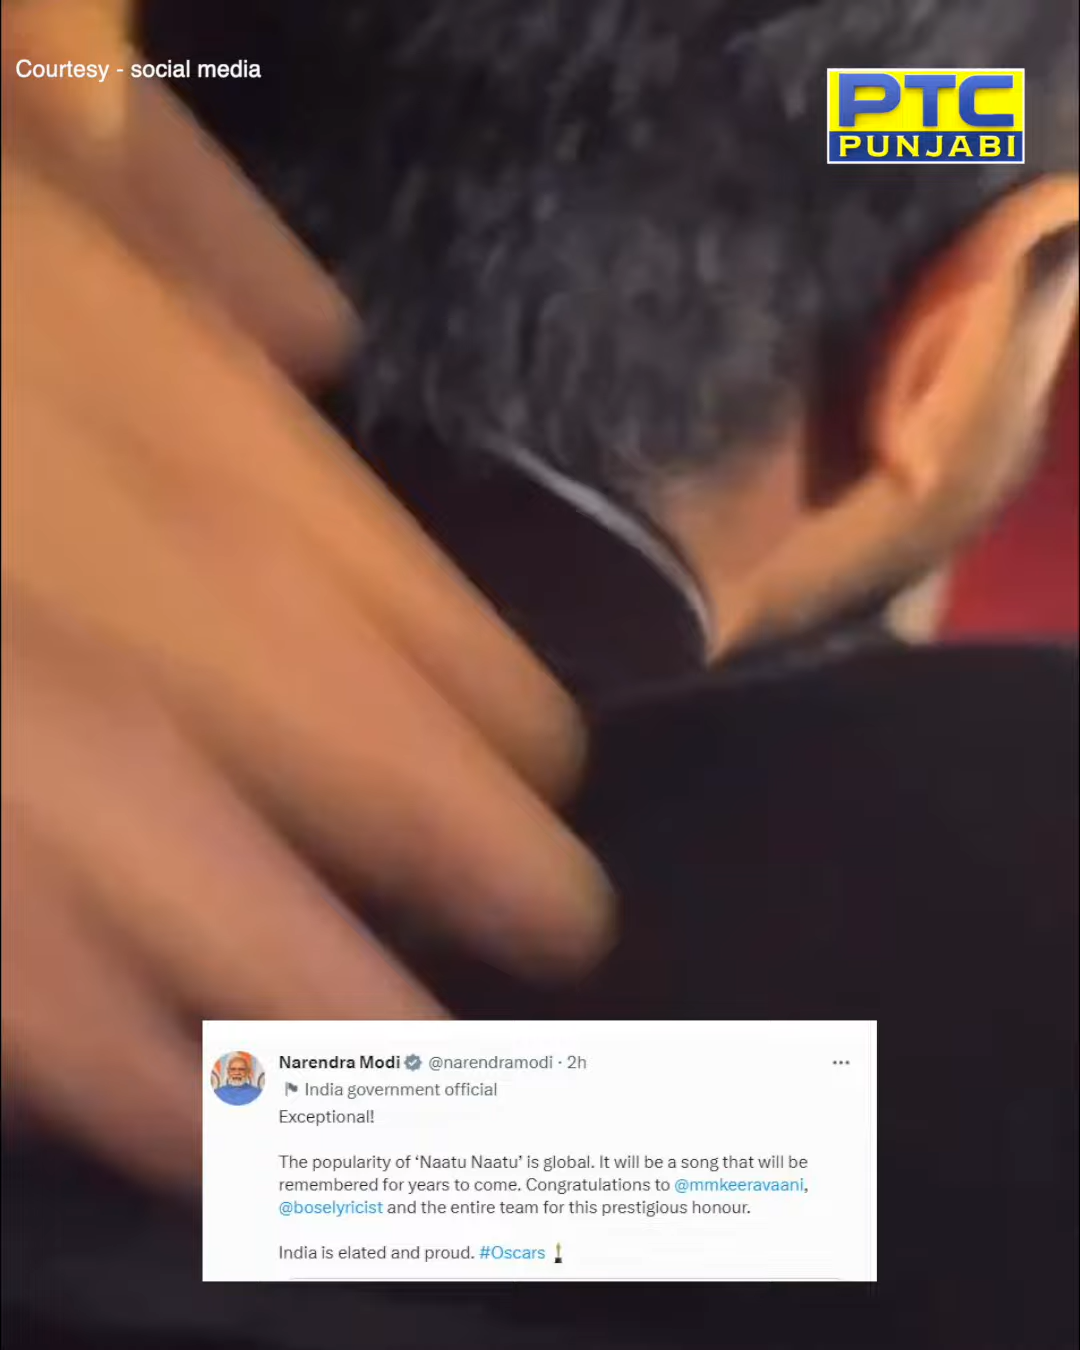 Courtesy - social media
PTC
PUNJABI
Narendra Modi @narendramodi · 2h
India government official
Exceptional!
The popularity of ‘Naatu Naatu’ is global. It will be a song that will be
remembered for years to come. Congratulations to @mmkeeravaani,
@boselyricist and the entire team for this prestigious honour.
India is elated and proud. #Oscars